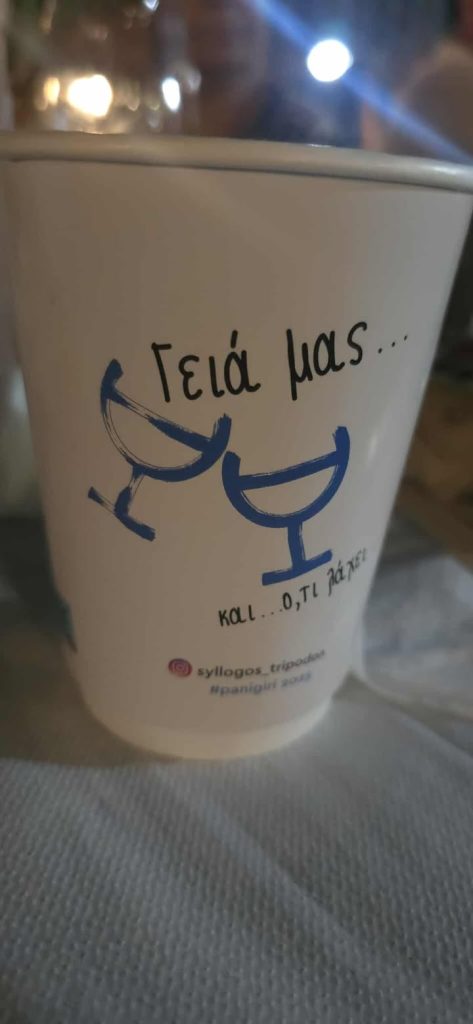 Γειά μας...
και...ο,τι λάχει
syllogos_tripodon
#panigiri